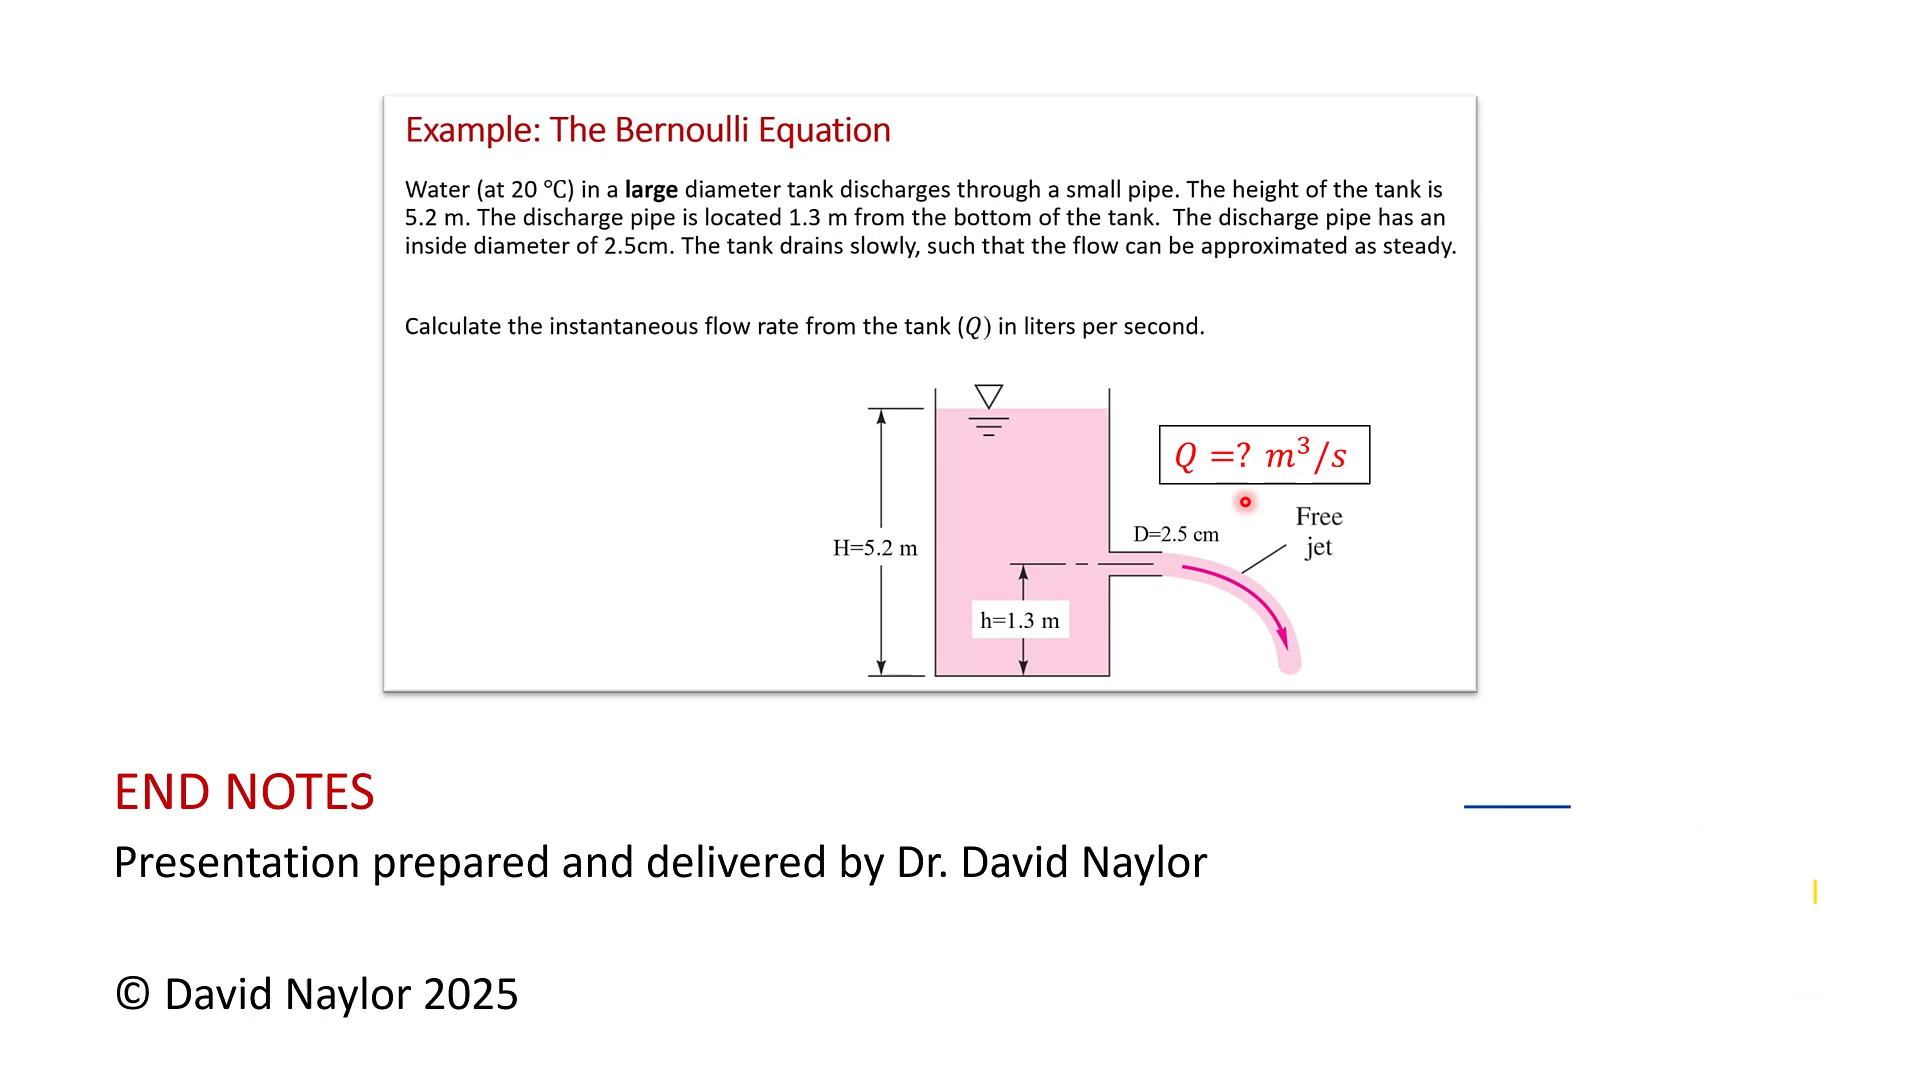 Example: The Bernoulli Equation
Water (at 20 ℃) in a large diameter tank discharges through a small pipe. The height of the tank is
5.2 m. The discharge pipe is located 1.3 m from the bottom of the tank.  The discharge pipe has an
inside diameter of 2.5cm. The tank drains slowly, such that the flow can be approximated as steady.
Calculate the instantaneous flow rate from the tank (Q) in liters per second.
Q =? m³/s
Free
jet
D=2.5 cm
H=5.2 m
h=1.3 m
END NOTES
Presentation prepared and delivered by Dr. David Naylor
© David Naylor 2025